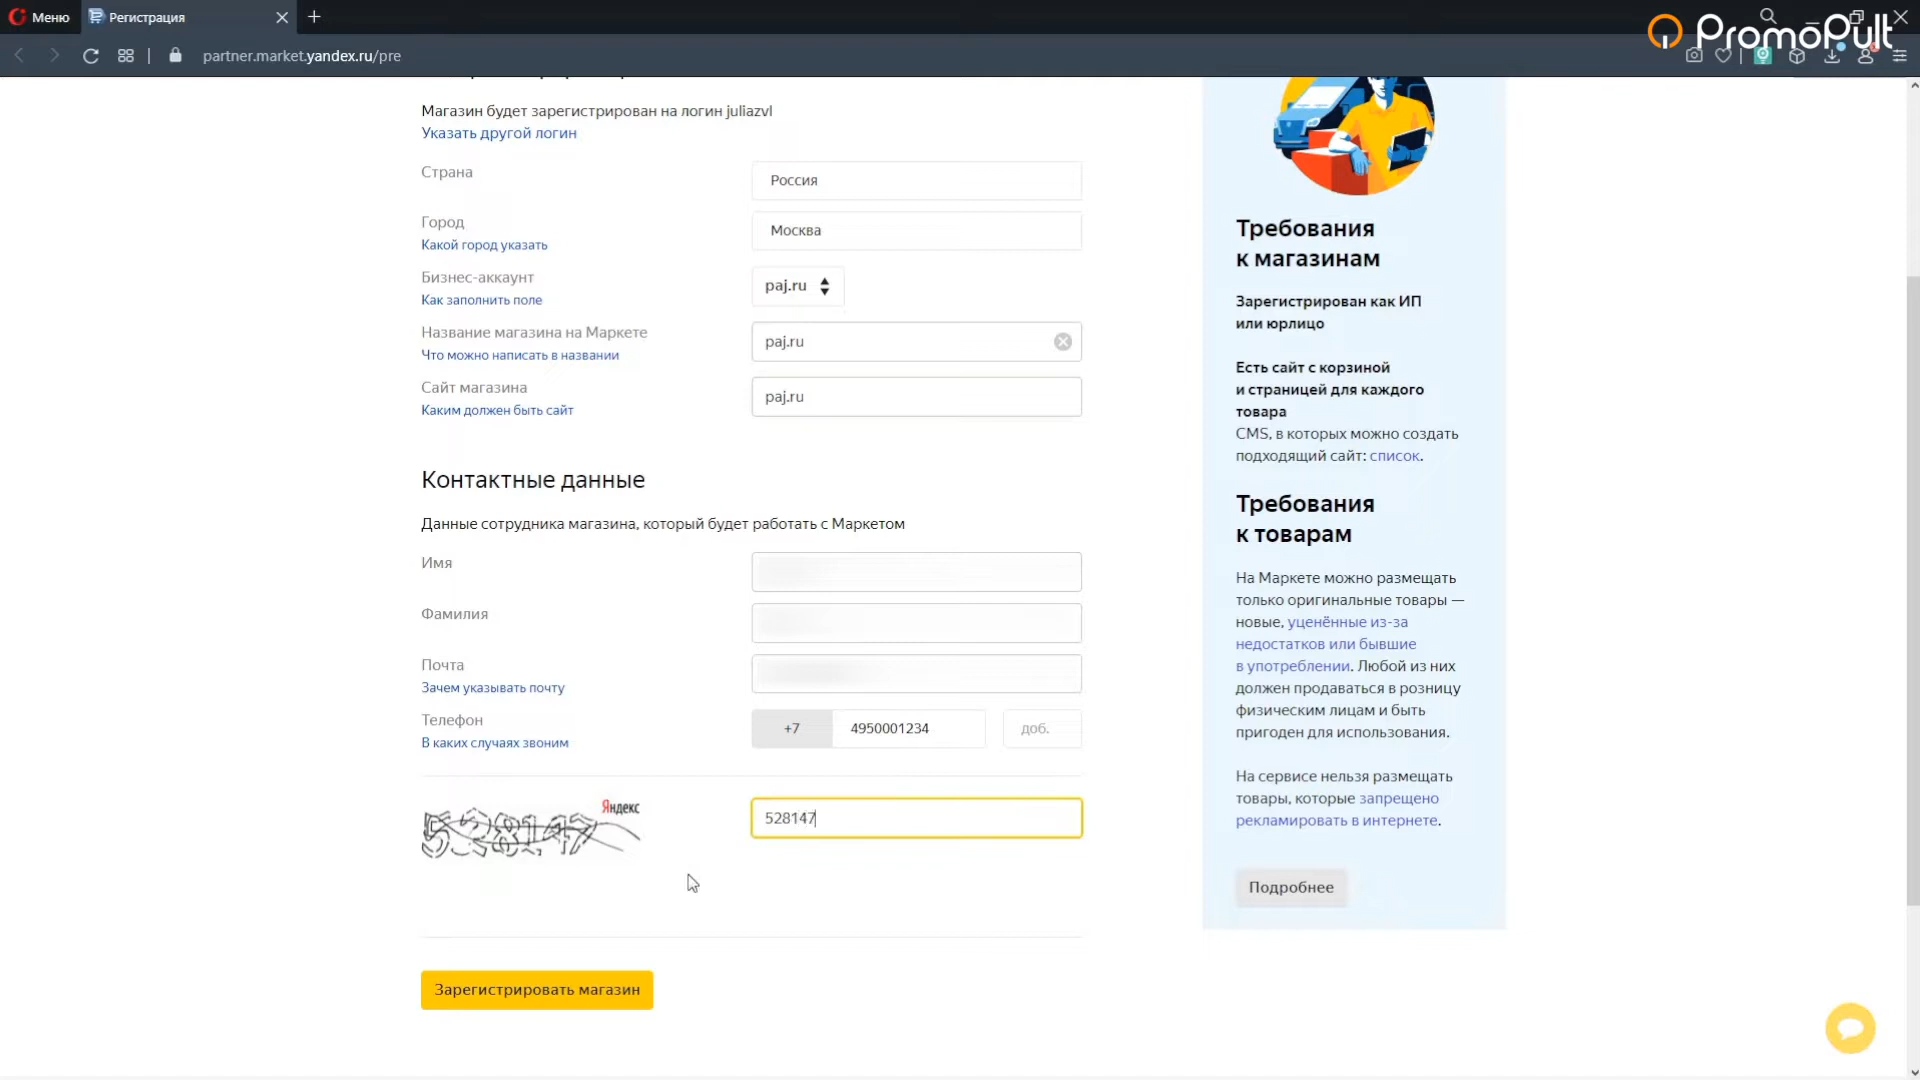 Меню
Регистрация
PromoPult
partner.market.yandex.ru/pre
Магазин будет зарегистрирован на логин juliazvl
Указать другой логин
Страна
Россия
Город
Какой город указать
Москва
Бизнес-аккаунт
Как заполнить поле
paj.ru
Название магазина на Маркете
Что можно написать в названии
paj.ru
Сайт магазина
Каким должен быть сайт
paj.ru
Контактные данные
Данные сотрудника магазина, который будет работать с Маркетом
Имя
Фамилия
Почта
Зачем указывать почту
Телефон
В каких случаях звоним
+7
4950001234
доб.
Яндекс
528147
528147
Зарегистрировать магазин
Требования
к магазинам
Зарегистрирован как ИП
или юрлицо
Есть сайт с корзиной
и страницей для каждого
товара
CMS, в которых можно создать
подходящий сайт: список.
Требования
к товарам
На Маркете можно размещать
только оригинальные товары —
новые, уценённые из-за
недостатков или бывшие
в употреблении. Любой из них
должен продаваться в розницу
физическим лицам и быть
пригоден для использования.
На сервисе нельзя размещать
товары, которые запрещено
рекламировать в интернете.
Подробнее